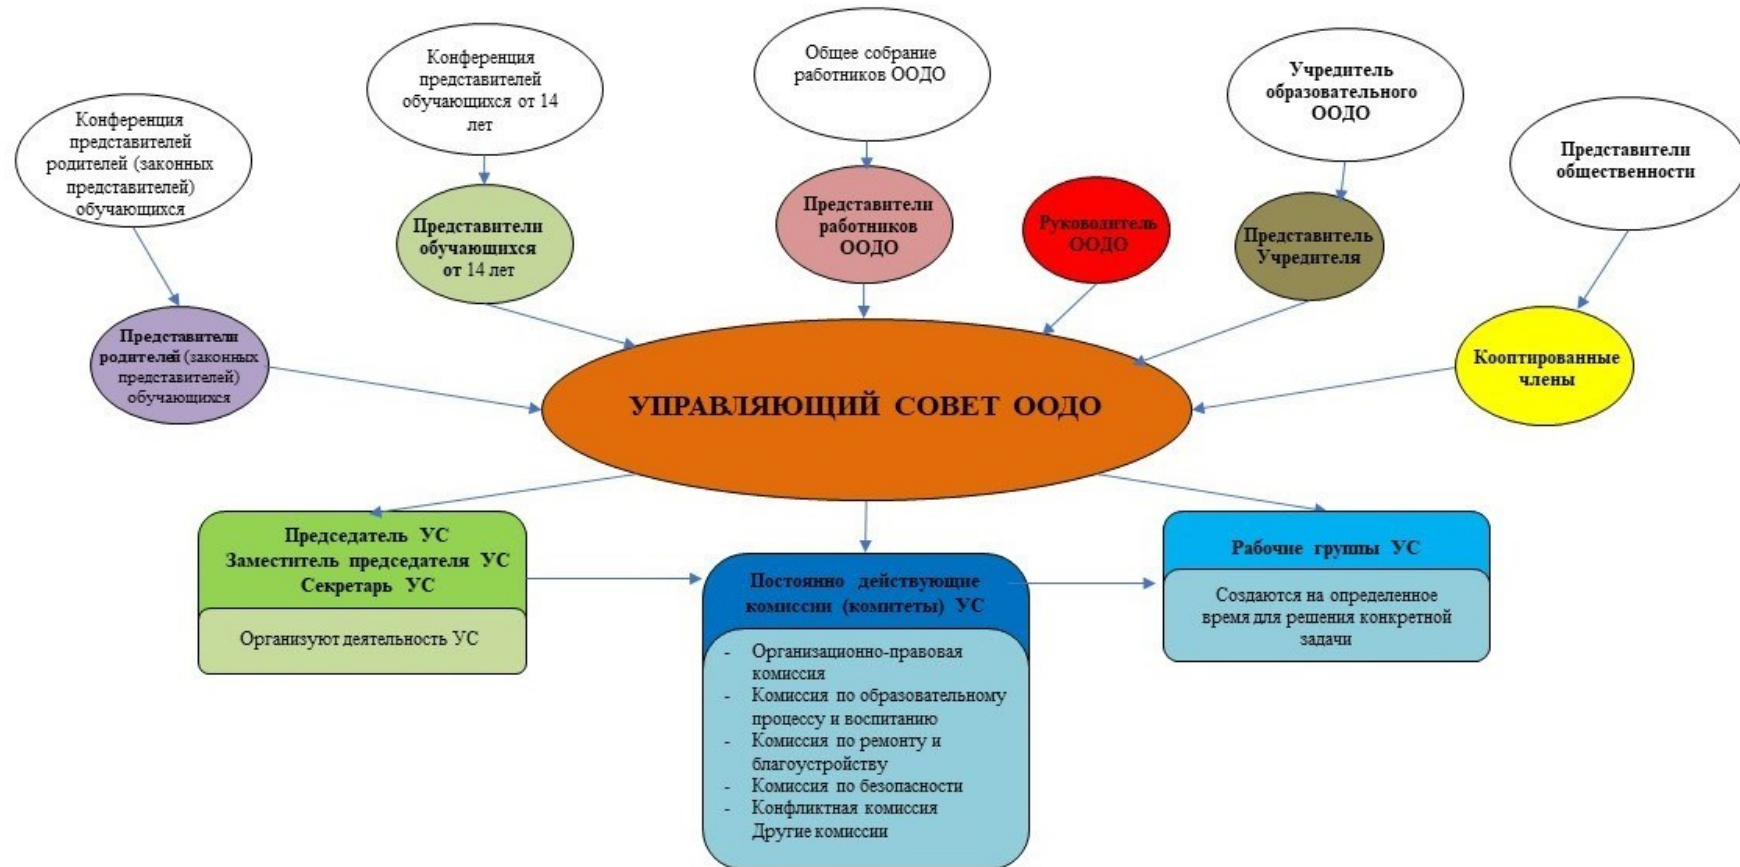 Конференция
представителей
родителей (законных
представителей)
обучающихся
Конференция
представителей
обучающихся от 14
лет
Общее собрание
работников ООДО
Учредитель
образовательного
ООДО
Представители
общественности
Представители
обучающихся
от 14 лет
Представители
работников
ООДО
Руководитель
ООДО
Представитель
Учредителя
Представители
родителей (законных
представителей)
обучающихся
Кооптированные
члены
УПРАВЛЯЮЩИЙ СОВЕТ ООДО
Председатель УС
Заместитель председателя УС
Секретарь УС
Организуют деятельность УС
Постоянно действующие
комиссии (комитеты) УС
- Организационно-правовая
комиссия
- Комиссия по образовательному
процессу и воспитанию
- Комиссия по ремонту и
благоустройству
- Комиссия по безопасности
- Конфликтная комиссия
Другие комиссии
Рабочие группы УС
Создаются на определенное
время для решения конкретной
задачи